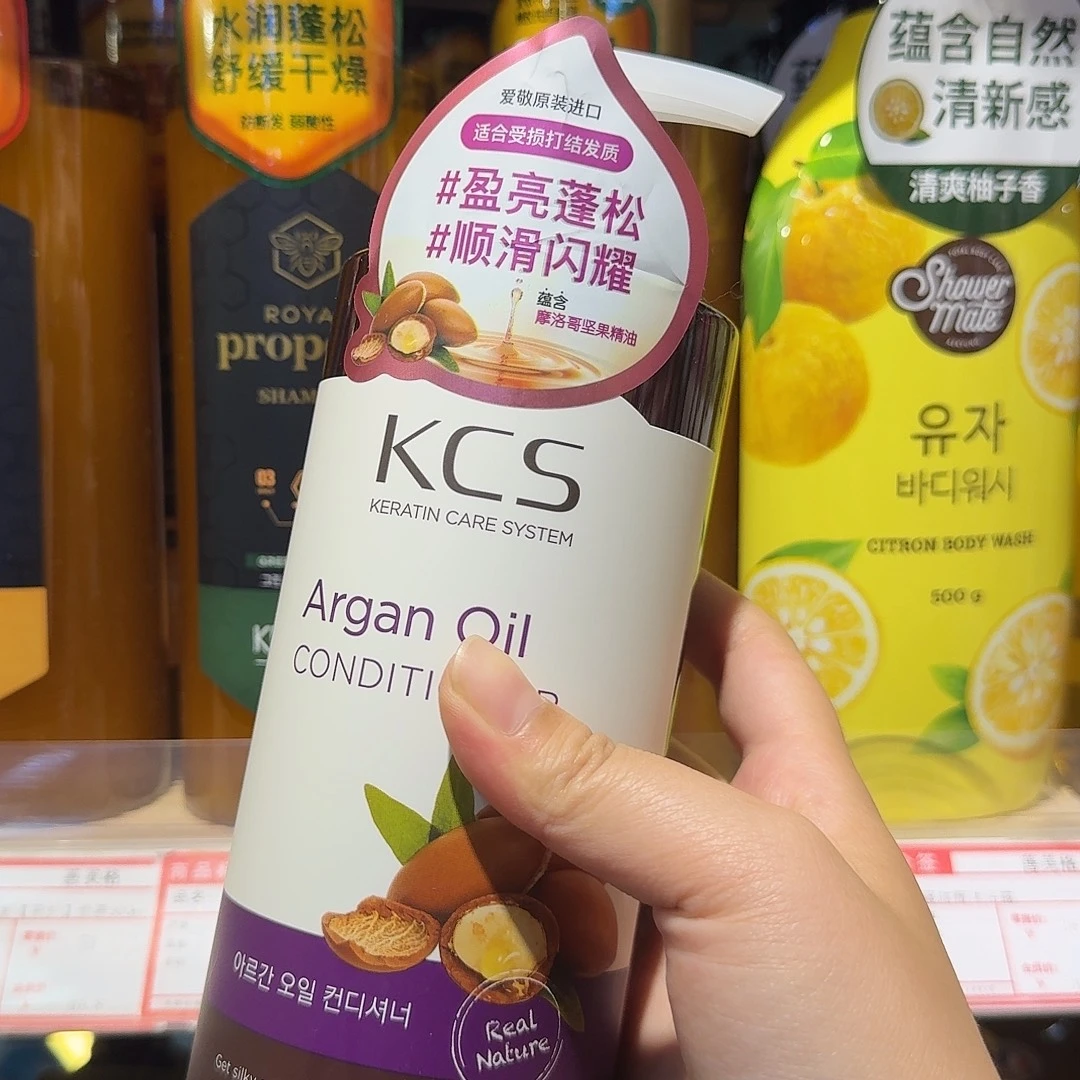 水润蓬松
舒缓干燥
ROYA
prop
SHAM
03
爱敬原装进口
适合受损打结发质
#盈亮蓬松
#顺滑闪耀
蕴含
摩洛哥坚果精油
KCS
KERATIN CARE SYSTEM
Argan Oil
CONDITI
아르간 오일 컨디셔너
Real
Nature
Get silky
蕴含自然
清新感
清爽柚子香
Shower
Mate
유자
바디워시
CITRON BODY WASH
500 g